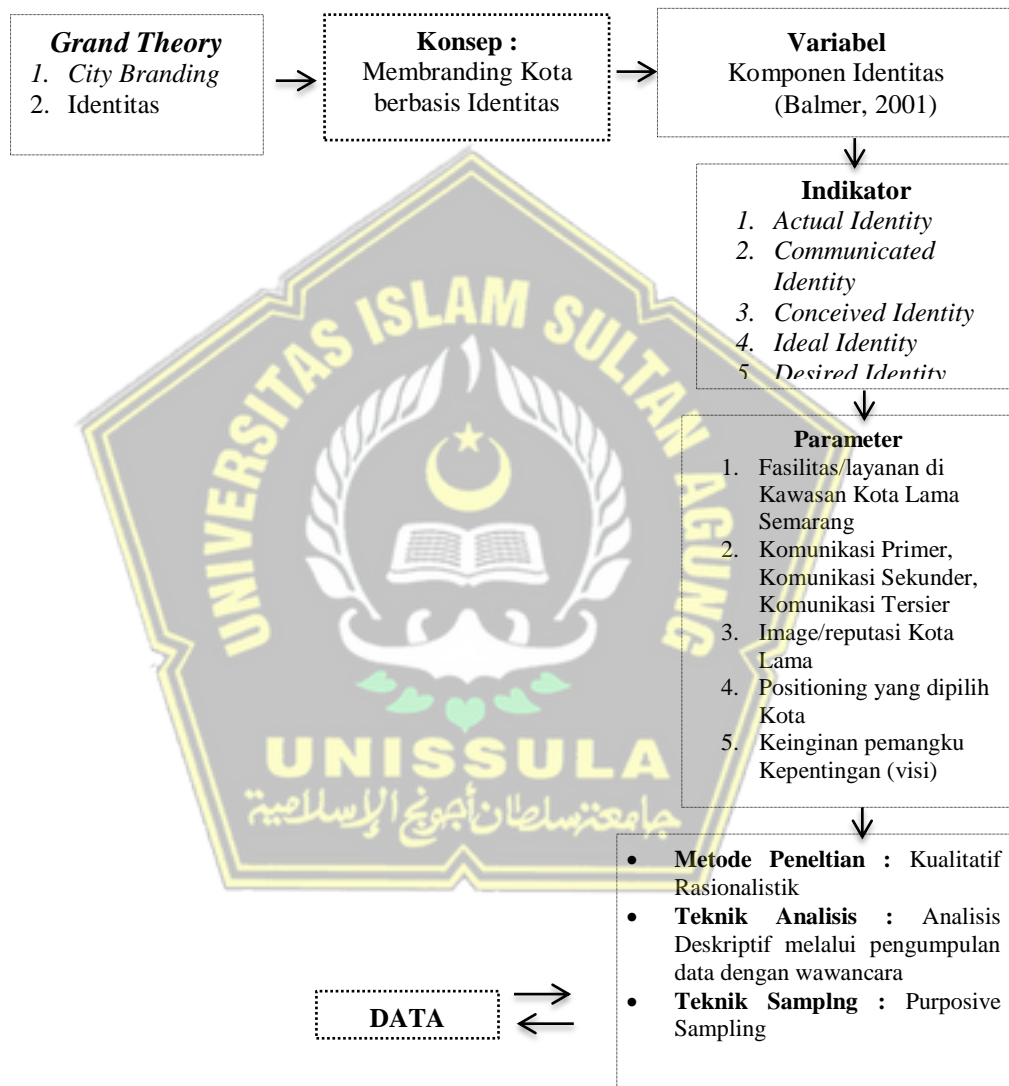 Grand Theory
1. City Branding
2. Identitas
Konsep :
Membranding Kota
berbasis Identitas
Variabel
Komponen Identitas
(Balmer, 2001)
Indikator
1. Actual Identity
2. Communicated
Identity
3. Conceived Identity
4. Ideal Identity
5. Desired Identity
Parameter
1. Fasilitas/layanan di
Kawasan Kota Lama
Semarang
2. Komunikasi Primer,
Komunikasi Sekunder,
Komunikasi Tersier
3. Image/reputasi Kota
Lama
4. Positioning yang dipilih
Kota
5. Keinginan pemangku
Kepentingan (visi)
• Metode Peneltian : Kualitatif
Rasionalistik
• Teknik Analisis : Analisis
Deskriptif melalui pengumpulan
data dengan wawancara
• Teknik Samplng : Purposive
Sampling
DATA
UNIVERSITAS ISLAM SULTAN AGUNG
UNISSULA
جامعتسلطان أجونج الإسلامية